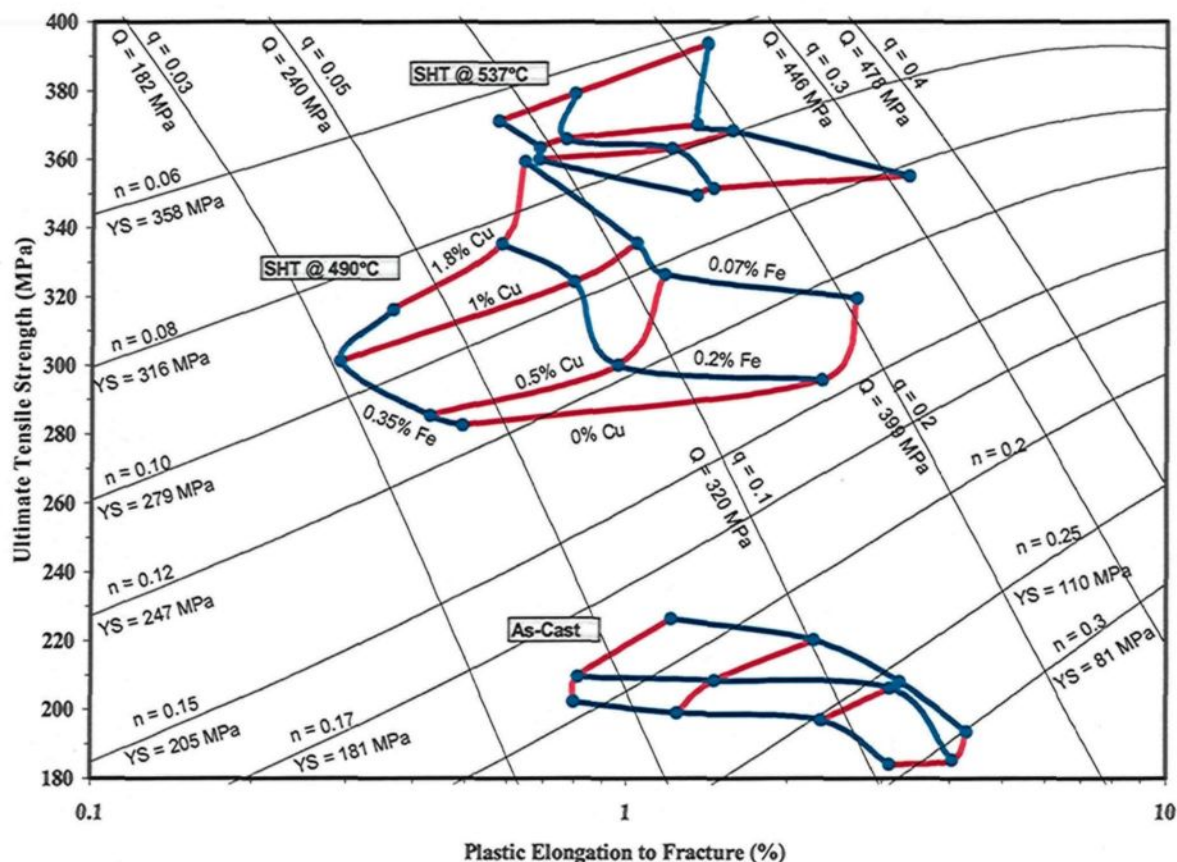 400
380
360
340
320
300
280
260
240
220
200
180
Ultimate Tensile Strength (MPa)
0.1
1
10
Plastic Elongation to Fracture (%)
q = 0.03
Q = 182 MPa
q = 0.05
Q = 240 MPa
Q = 446 MPa
q = 0.3
Q = 478 MPa
q = 0.4
SHT @ 537°C
n = 0.06
YS = 358 MPa
SHT @ 490°C
1.8% Cu
1% Cu
0.07% Fe
n = 0.08
YS = 316 MPa
0.5% Cu
0.2% Fe
0.35% Fe
0% Cu
q = 0.2
Q = 399 MPa
n = 0.10
YS = 279 MPa
q = 0.1
Q = 320 MPa
n = 0.2
n = 0.12
YS = 247 MPa
n = 0.25
YS = 110 MPa
As-Cast
n = 0.3
YS = 81 MPa
n = 0.15
YS = 205 MPa
n = 0.17
YS = 181 MPa